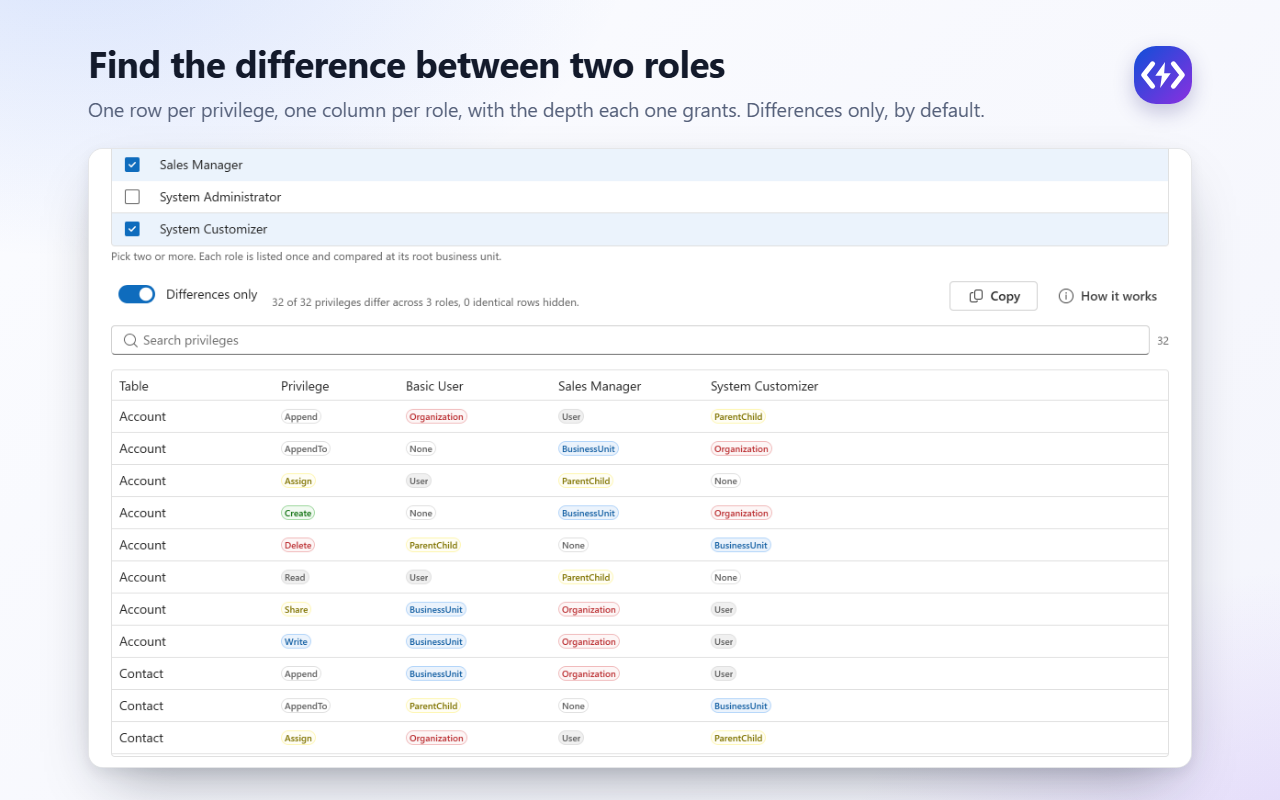 Find the difference between two roles
One row per privilege, one column per role, with the depth each one grants. Differences only, by default.
Sales Manager
System Administrator
System Customizer
Pick two or more. Each role is listed once and compared at its root business unit.
Differences only 32 of 32 privileges differ across 3 roles, 0 identical rows hidden. Copy How it works
Search privileges 32
Table Privilege Basic User Sales Manager System Customizer
Account Append Organization User ParentChild
Account AppendTo None BusinessUnit Organization
Account Assign User ParentChild None
Account Create None BusinessUnit Organization
Account Delete ParentChild None BusinessUnit
Account Read User ParentChild None
Account Share BusinessUnit Organization User
Account Write BusinessUnit Organization User
Contact Append BusinessUnit Organization User
Contact AppendTo ParentChild None BusinessUnit
Contact Assign Organization User ParentChild